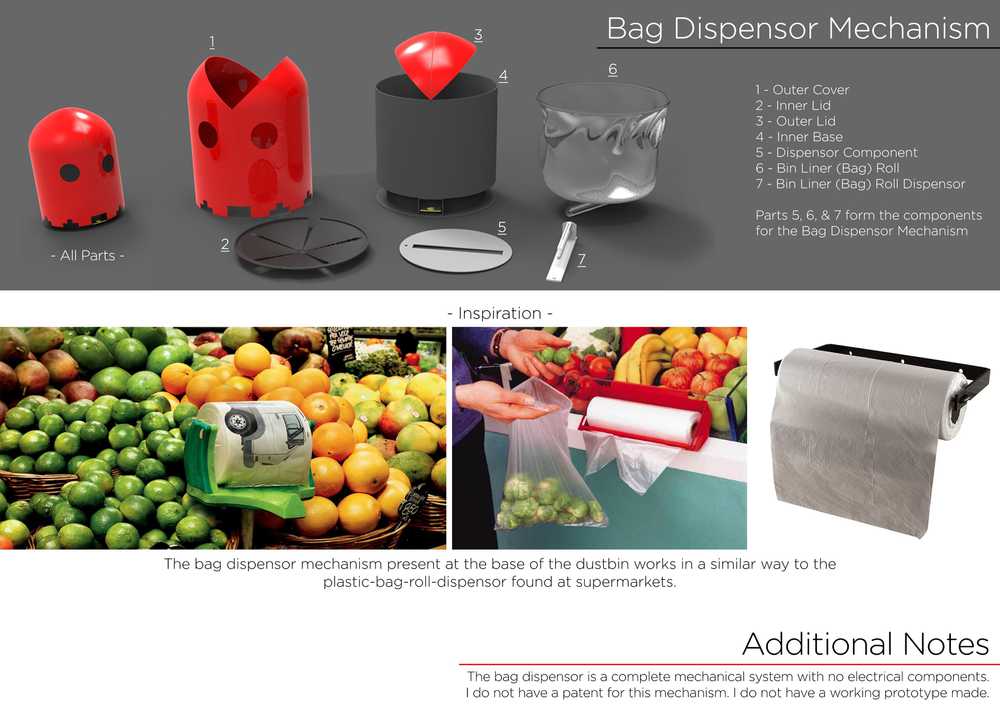 Bag Dispensor Mechanism
1
3
4
6
1 - Outer Cover
2 - Inner Lid
3 - Outer Lid
4 - Inner Base
5 - Dispensor Component
6 - Bin Liner (Bag) Roll
7 - Bin Liner (Bag) Roll Dispensor
Parts 5, 6, & 7 form the components
for the Bag Dispensor Mechanism
2
5
7
- All Parts -
- Inspiration -
The bag dispensor mechanism present at the base of the dustbin works in a similar way to the
plastic-bag-roll-dispensor found at supermarkets.
Additional Notes
The bag dispensor is a complete mechanical system with no electrical components.
I do not have a patent for this mechanism. I do not have a working prototype made.